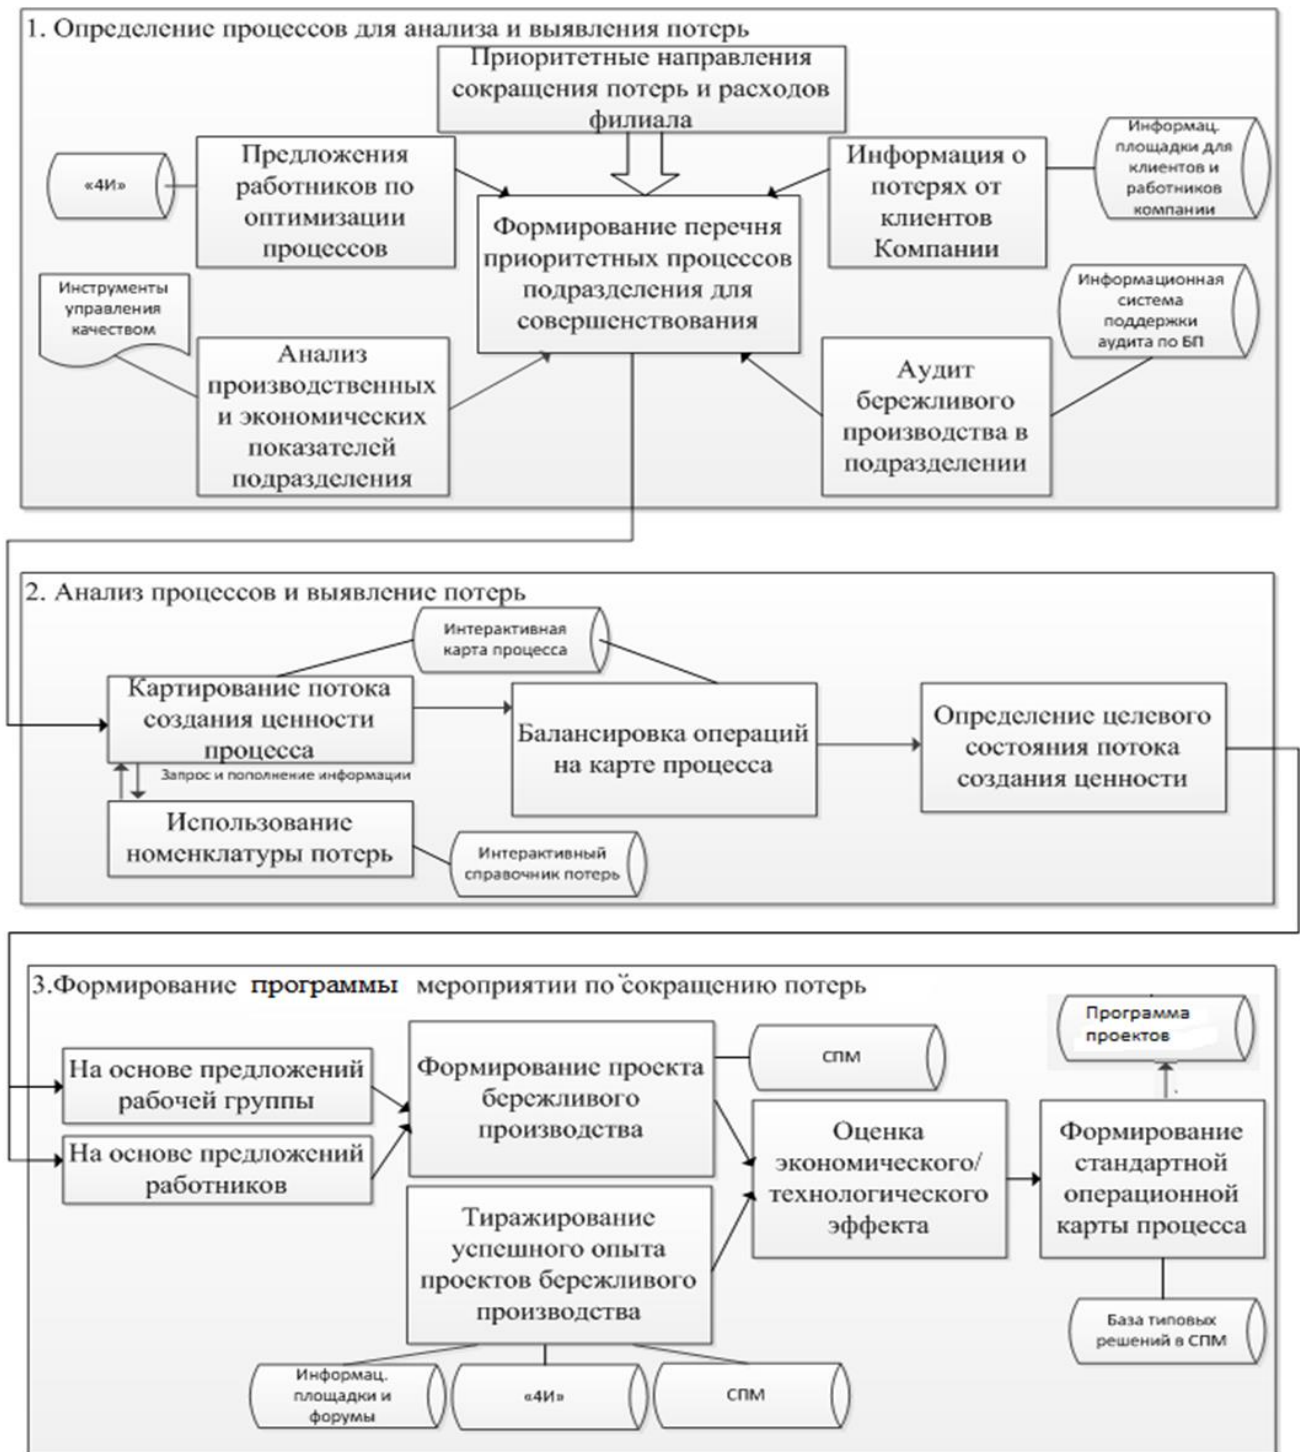 1. Определение процессов для анализа и выявления потерь
Приоритетные направления
сокращения потерь и расходов
филиала
«4И»
Предложения
работников по
оптимизации
процессов
Информация о
потерях от
клиентов
Компании
Информац.
площадки для
клиентов и
работников
компании
Формирование перечня
приоритетных процессов
подразделения для
совершенствования
Инструменты
управления
качеством
Анализ
производственных
и экономических
показателей
подразделения
Аудит
бережливого
производства в
подразделении
Информационная
система
поддержки
аудита по БП
2. Анализ процессов и выявление потерь
Интерактивная
карта процесса
Картирование потока
создания ценности
процесса
Балансировка операций
на карте процесса
Определение целевого
состояния потока
создания ценности
Запрос и пополнение информации
Использование
номенклатуры потерь
Интерактивный
справочник потерь
3.Формирование программы мероприятии по сокращению потерь
Программа
проектов
На основе предложений
рабочей группы
На основе предложений
работников
Формирование проекта
бережливого
производства
СПМ
Оценка
экономического/
технологического
эффекта
Формирование
стандартной
операционной
карты процесса
Тиражирование
успешного опыта
проектов бережливого
производства
База типовых
решений в СПМ
Информац.
площадки и
форумы
«4И»
СПМ